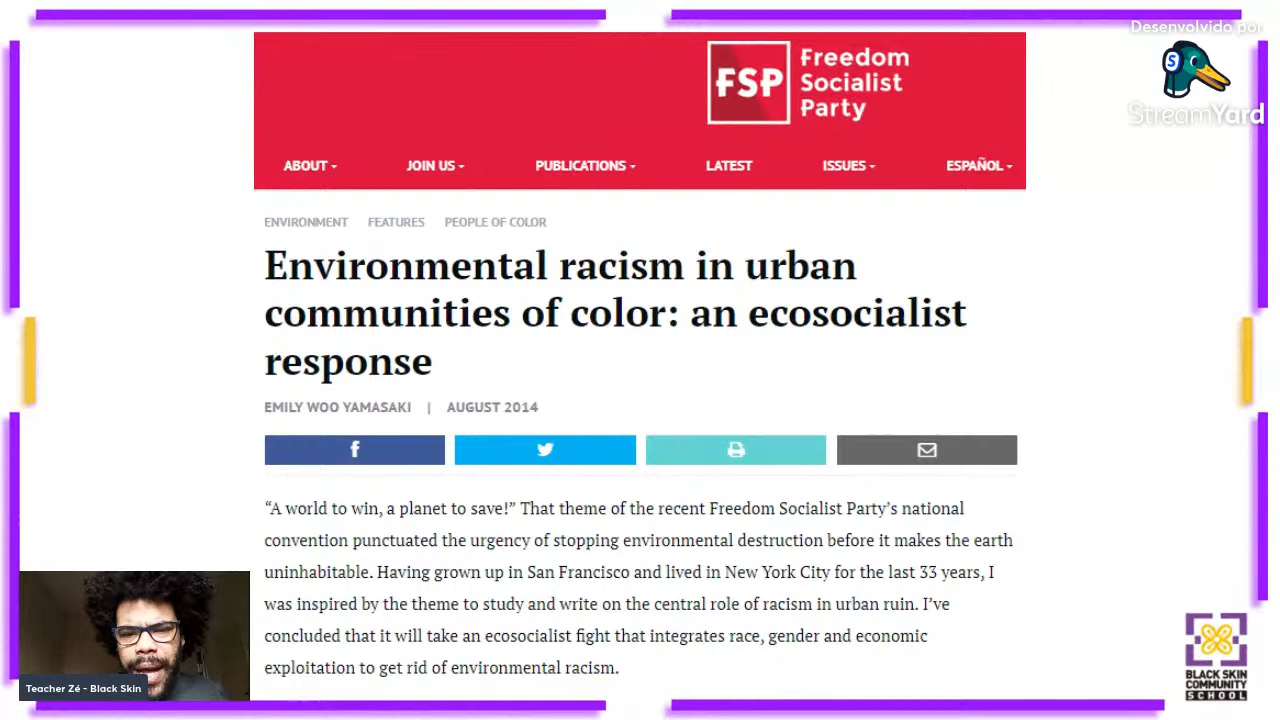 Desenvolvido por
S
StreamYard
FSP
Freedom
Socialist
Party
ABOUT
JOIN US
PUBLICATIONS
LATEST
ISSUES
ESPAÑOL
ENVIRONMENT FEATURES PEOPLE OF COLOR
Environmental racism in urban
communities of color: an ecosocialist
response
EMILY WOO YAMASAKI | AUGUST 2014
“A world to win, a planet to save!” That theme of the recent Freedom Socialist Party’s national
convention punctuated the urgency of stopping environmental destruction before it makes the earth
uninhabitable. Having grown up in San Francisco and lived in New York City for the last 33 years, I
was inspired by the theme to study and write on the central role of racism in urban ruin. I’ve
concluded that it will take an ecosocialist fight that integrates race, gender and economic
exploitation to get rid of environmental racism.
Teacher Zé - Black Skin
BLACK SKIN
COMMUNITY
SCHOOL